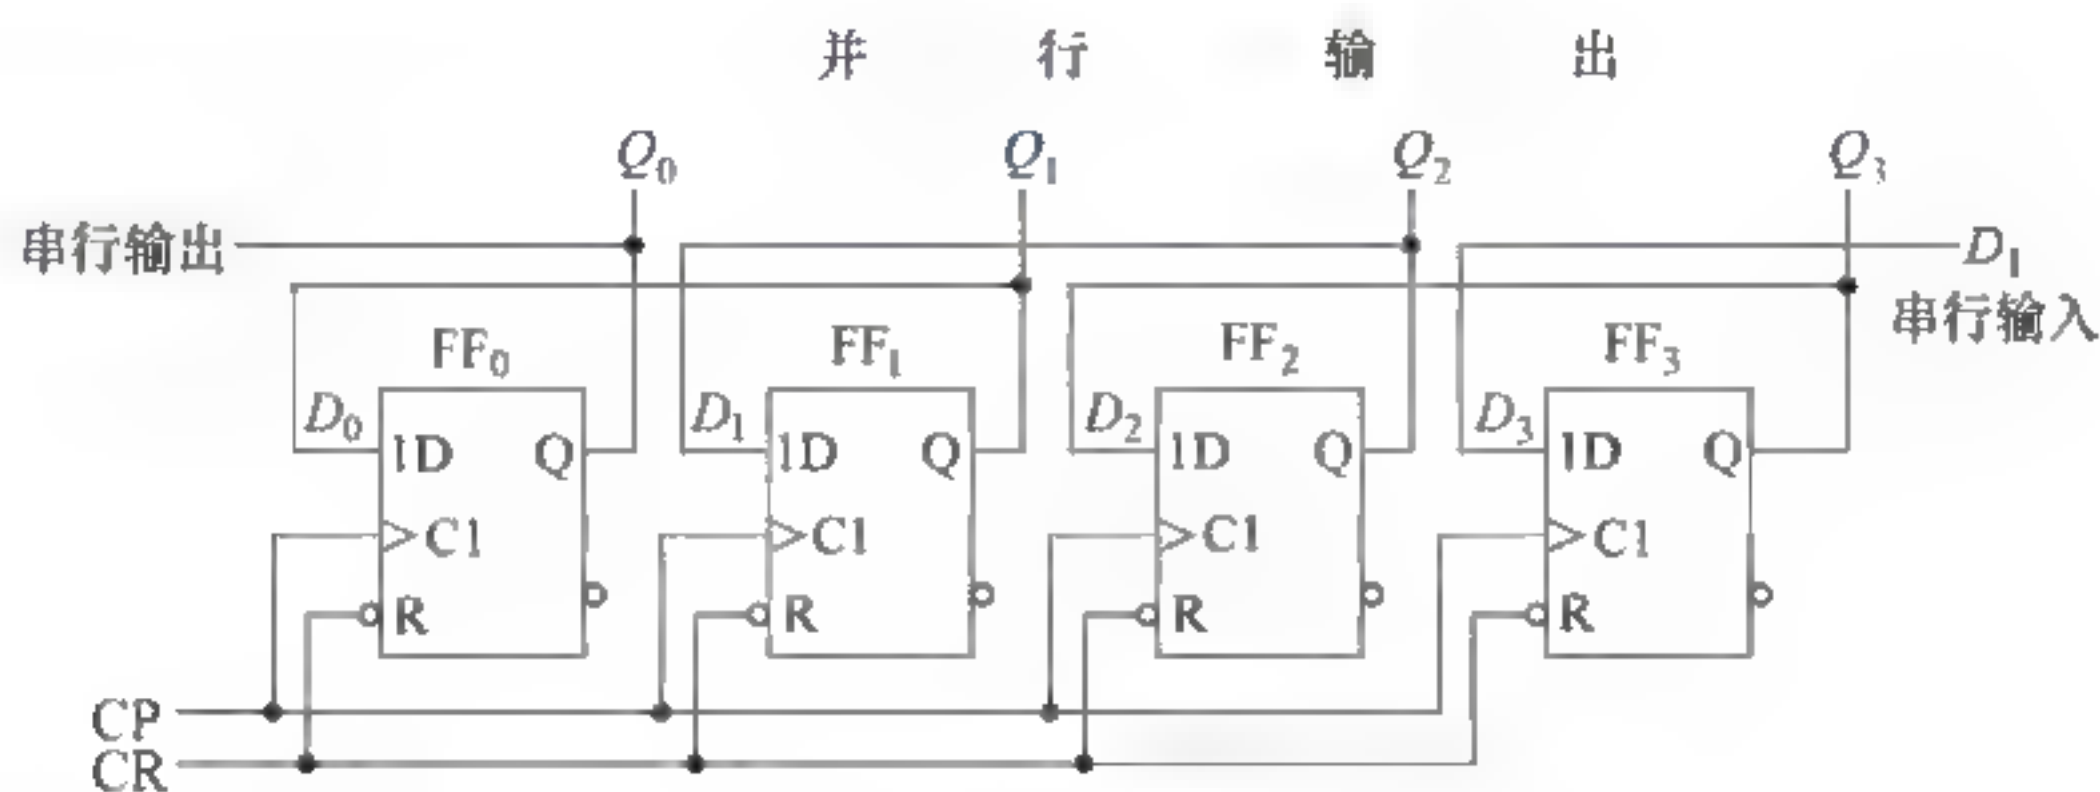 并 行 输 出
Q0 Q1 Q2 Q3
串行输出
D1
串行输入
FF0 FF1 FF2 FF3
D0 D1 D2 D3
1D Q 1D Q 1D Q 1D Q
C1 C1 C1 C1
R R R R
CP
CR